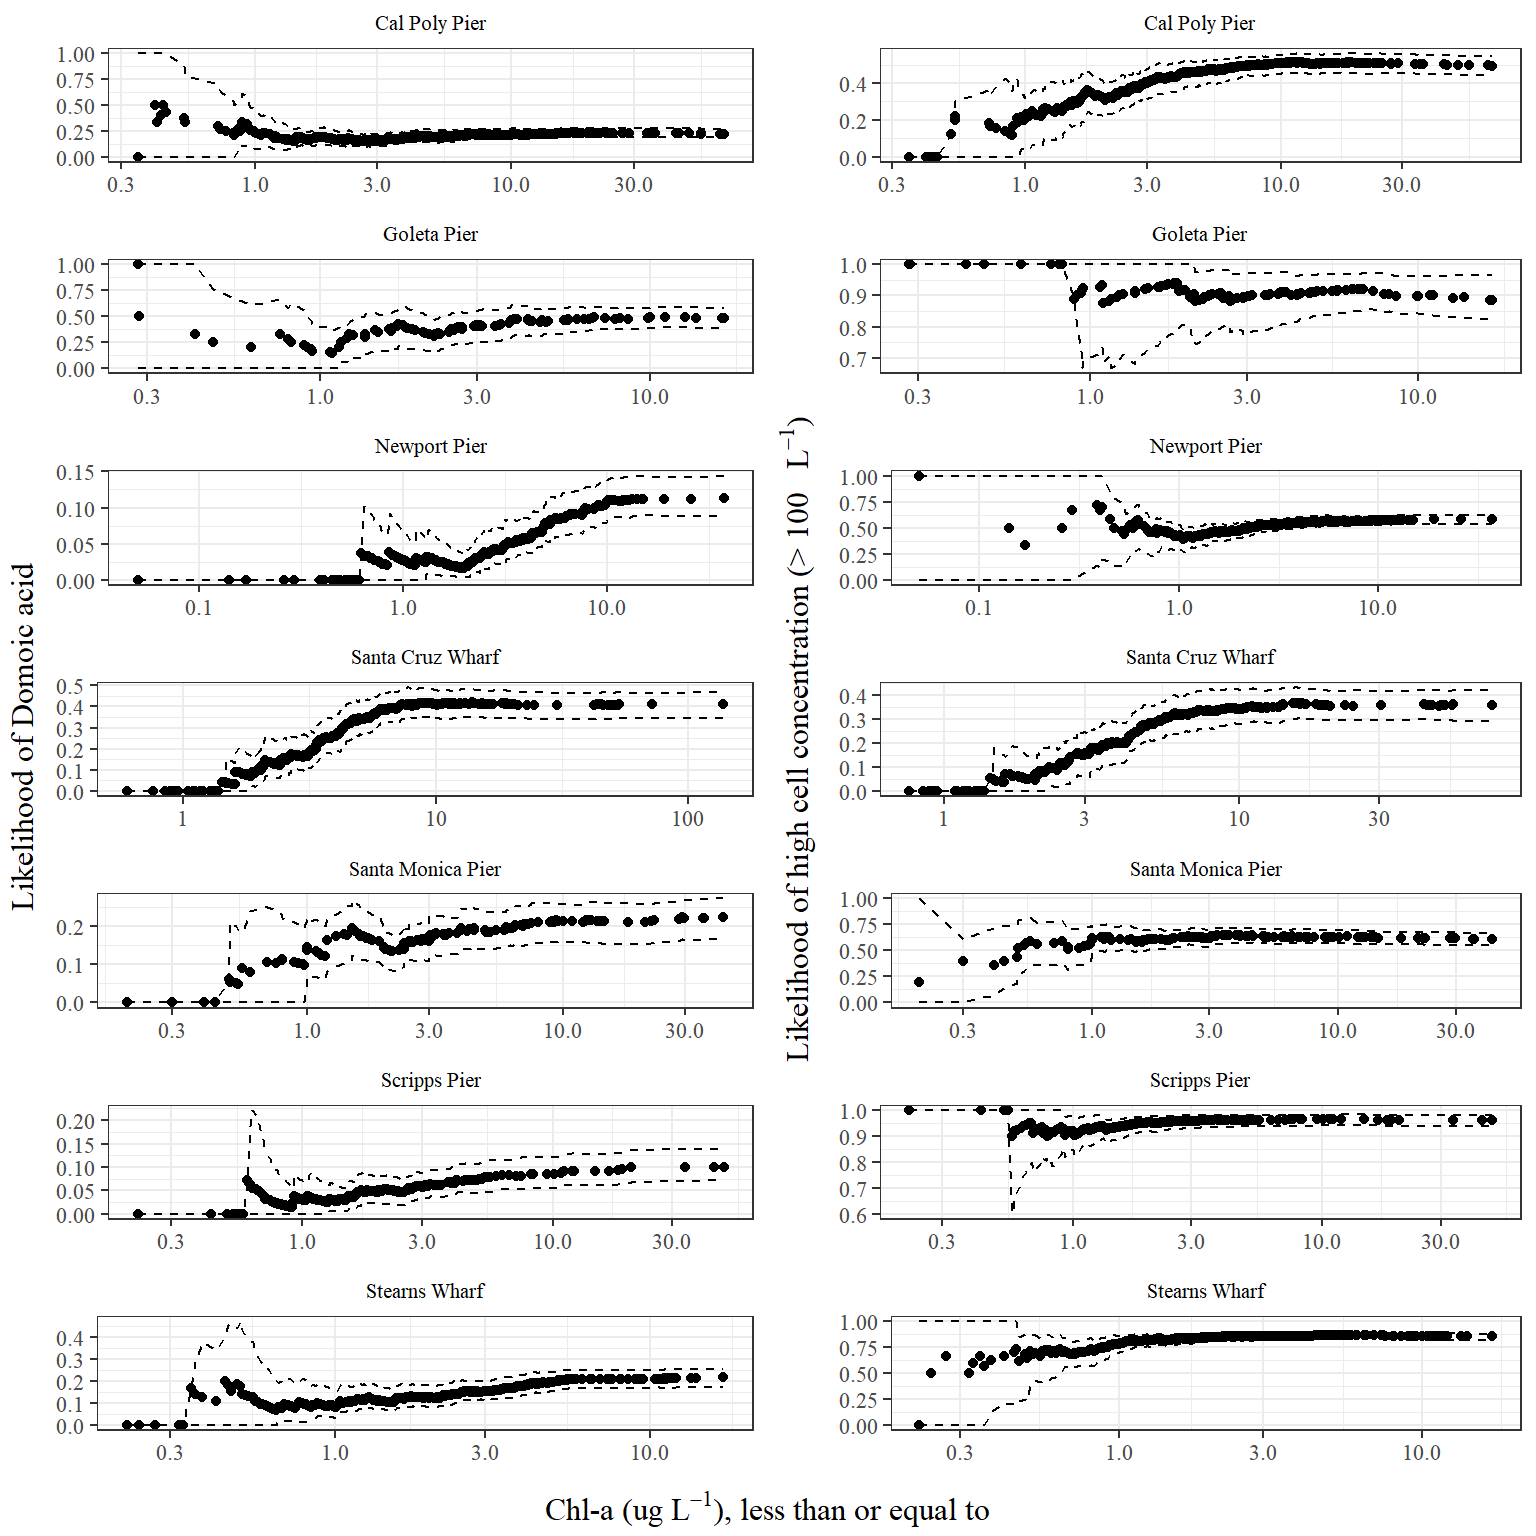 Cal Poly Pier
1.00
0.75
0.50
0.25
0.00
0.3 1.0 3.0 10.0 30.0
Cal Poly Pier
0.4
0.2
0.0
0.3 1.0 3.0 10.0 30.0
Goleta Pier
1.00
0.75
0.50
0.25
0.00
0.3 1.0 3.0 10.0
Goleta Pier
1.0
0.9
0.8
0.7
0.3 1.0 3.0 10.0
Newport Pier
0.15
0.10
0.05
0.00
0.1 1.0 10.0
Newport Pier
1.00
0.75
0.50
0.25
0.00
0.1 1.0 10.0
Santa Cruz Wharf
0.5
0.4
0.3
0.2
0.1
0.0
1 10 100
Santa Cruz Wharf
0.4
0.3
0.2
0.1
0.0
1 3 10 30
Santa Monica Pier
0.2
0.1
0.0
0.3 1.0 3.0 10.0 30.0
Santa Monica Pier
1.00
0.75
0.50
0.25
0.00
0.3 1.0 3.0 10.0 30.0
Scripps Pier
0.20
0.15
0.10
0.05
0.00
0.3 1.0 3.0 10.0 30.0
Scripps Pier
1.0
0.9
0.8
0.7
0.6
0.3 1.0 3.0 10.0 30.0
Stearns Wharf
0.4
0.3
0.2
0.1
0.0
0.3 1.0 3.0 10.0
Stearns Wharf
1.00
0.75
0.50
0.25
0.00
0.3 1.0 3.0 10.0
Likelihood of Domoic acid
Likelihood of high cell concentration (> 100 L⁻¹)
Chl-a (ug L⁻¹), less than or equal to